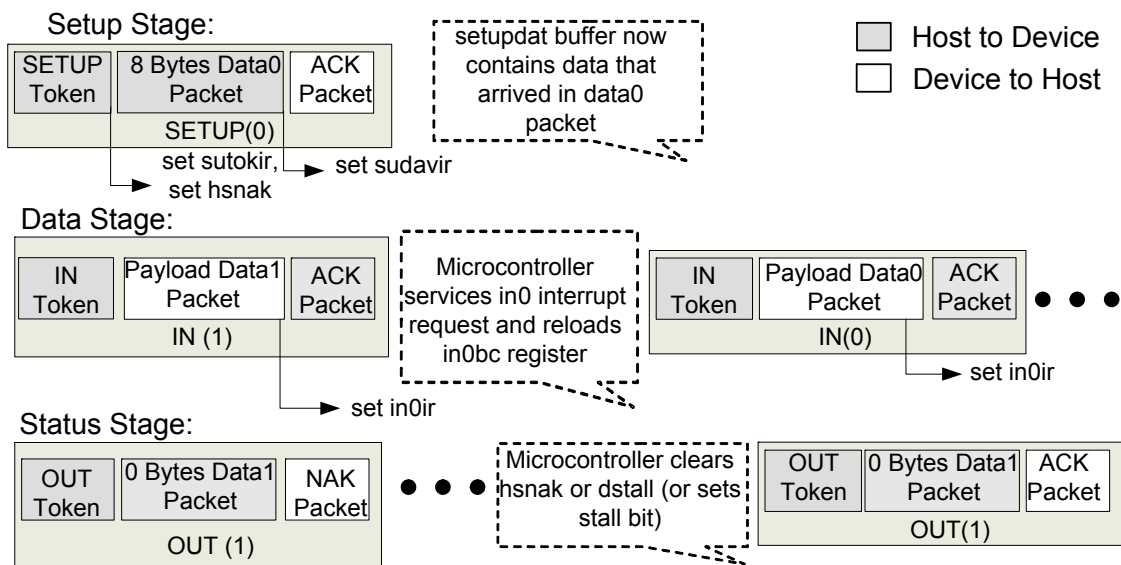 Setup Stage:
SETUP
Token
8 Bytes Data0
Packet
ACK
Packet
SETUP(0)
set sutokir,
set hsnak
set sudavir
setupdat buffer now
contains data that
arrived in data0
packet
Host to Device
Device to Host
Data Stage:
IN
Token
Payload Data1
Packet
ACK
Packet
IN (1)
set in0ir
Microcontroller
services in0 interrupt
request and reloads
in0bc register
IN
Token
Payload Data0
Packet
ACK
Packet
IN(0)
set in0ir
Status Stage:
OUT
Token
0 Bytes Data1
Packet
NAK
Packet
OUT (1)
Microcontroller clears
hsnak or dstall (or sets
stall bit)
OUT
Token
0 Bytes Data1
Packet
ACK
Packet
OUT(1)